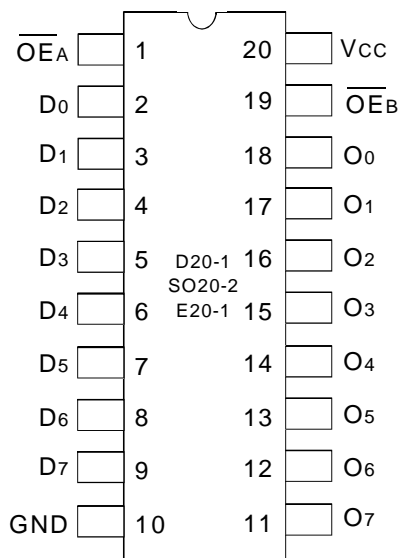 O̅E̅A 1 20 VCC
D0 2 19 O̅E̅B
D1 3 18 O0
D2 4 17 O1
D3 5 D20-1 16 O2
SO20-2
D4 6 E20-1 15 O3
D5 7 14 O4
D6 8 13 O5
D7 9 12 O6
GND 10 11 O7